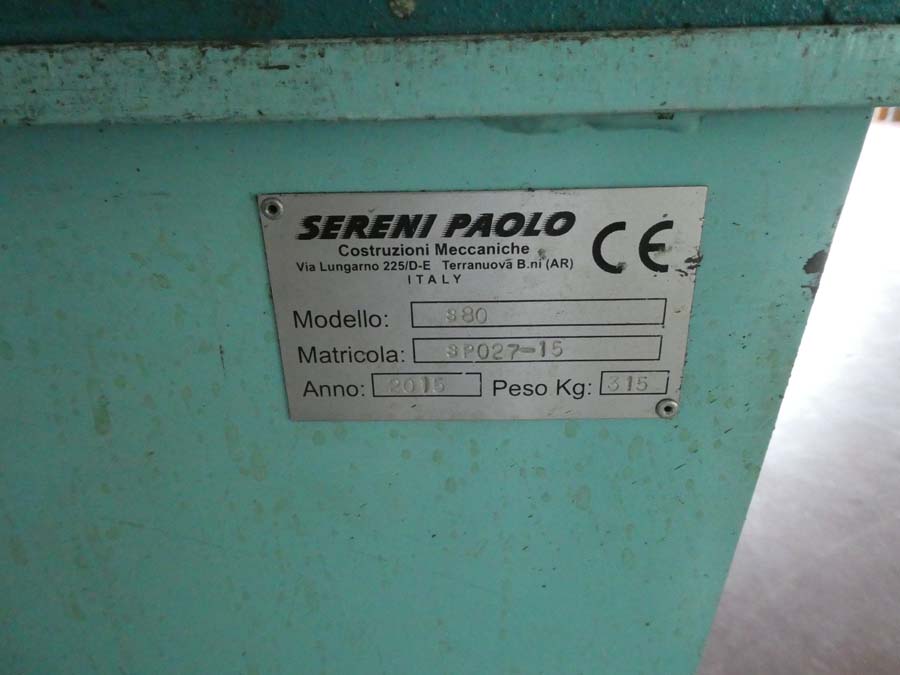 SERENI PAOLO
Costruzioni Meccaniche
Via Lungarno 225/D-E Terranuova B.ni (AR)
ITALY
CE
Modello: S80
Matricola: SP027-15
Anno: 2015 Peso Kg: 315